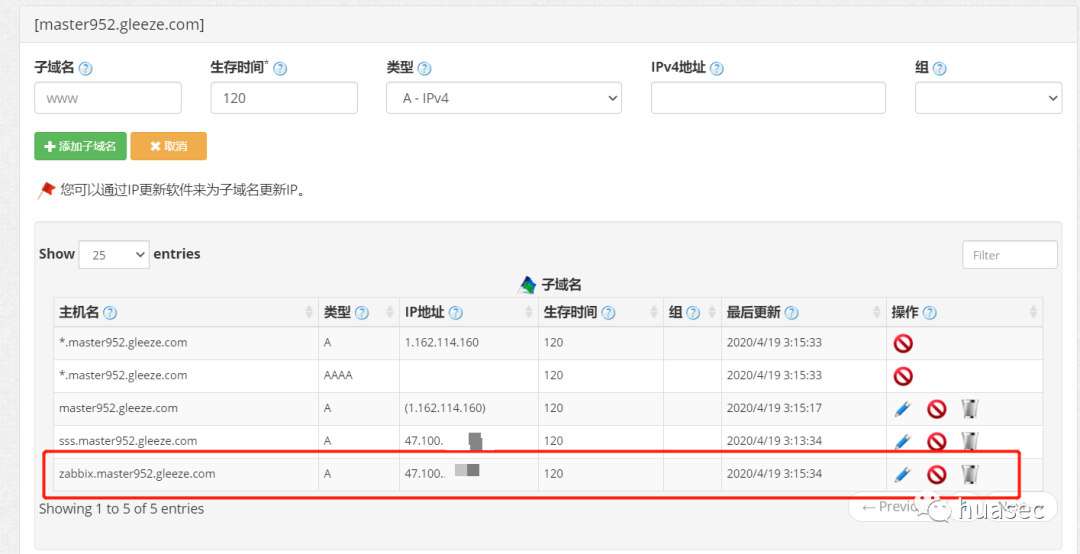 [master952.gleeze.com]
子域名 生存时间* 类型 IPv4地址 组
www 120 A - IPv4
添加子域名 取消
您可以通过IP更新软件来为子域名更新IP。
Show 25 entries Filter
子域名
主机名 类型 IP地址 生存时间 组 最后更新 操作
*.master952.gleeze.com A 1.162.114.160 120 2020/4/19 3:15:33
*.master952.gleeze.com AAAA 120 2020/4/19 3:15:33
master952.gleeze.com A (1.162.114.160) 120 2020/4/19 3:15:17
sss.master952.gleeze.com A 47.100. 120 2020/4/19 3:13:34
zabbix.master952.gleeze.com A 47.100. 120 2020/4/19 3:15:34
Showing 1 to 5 of 5 entries
huasec